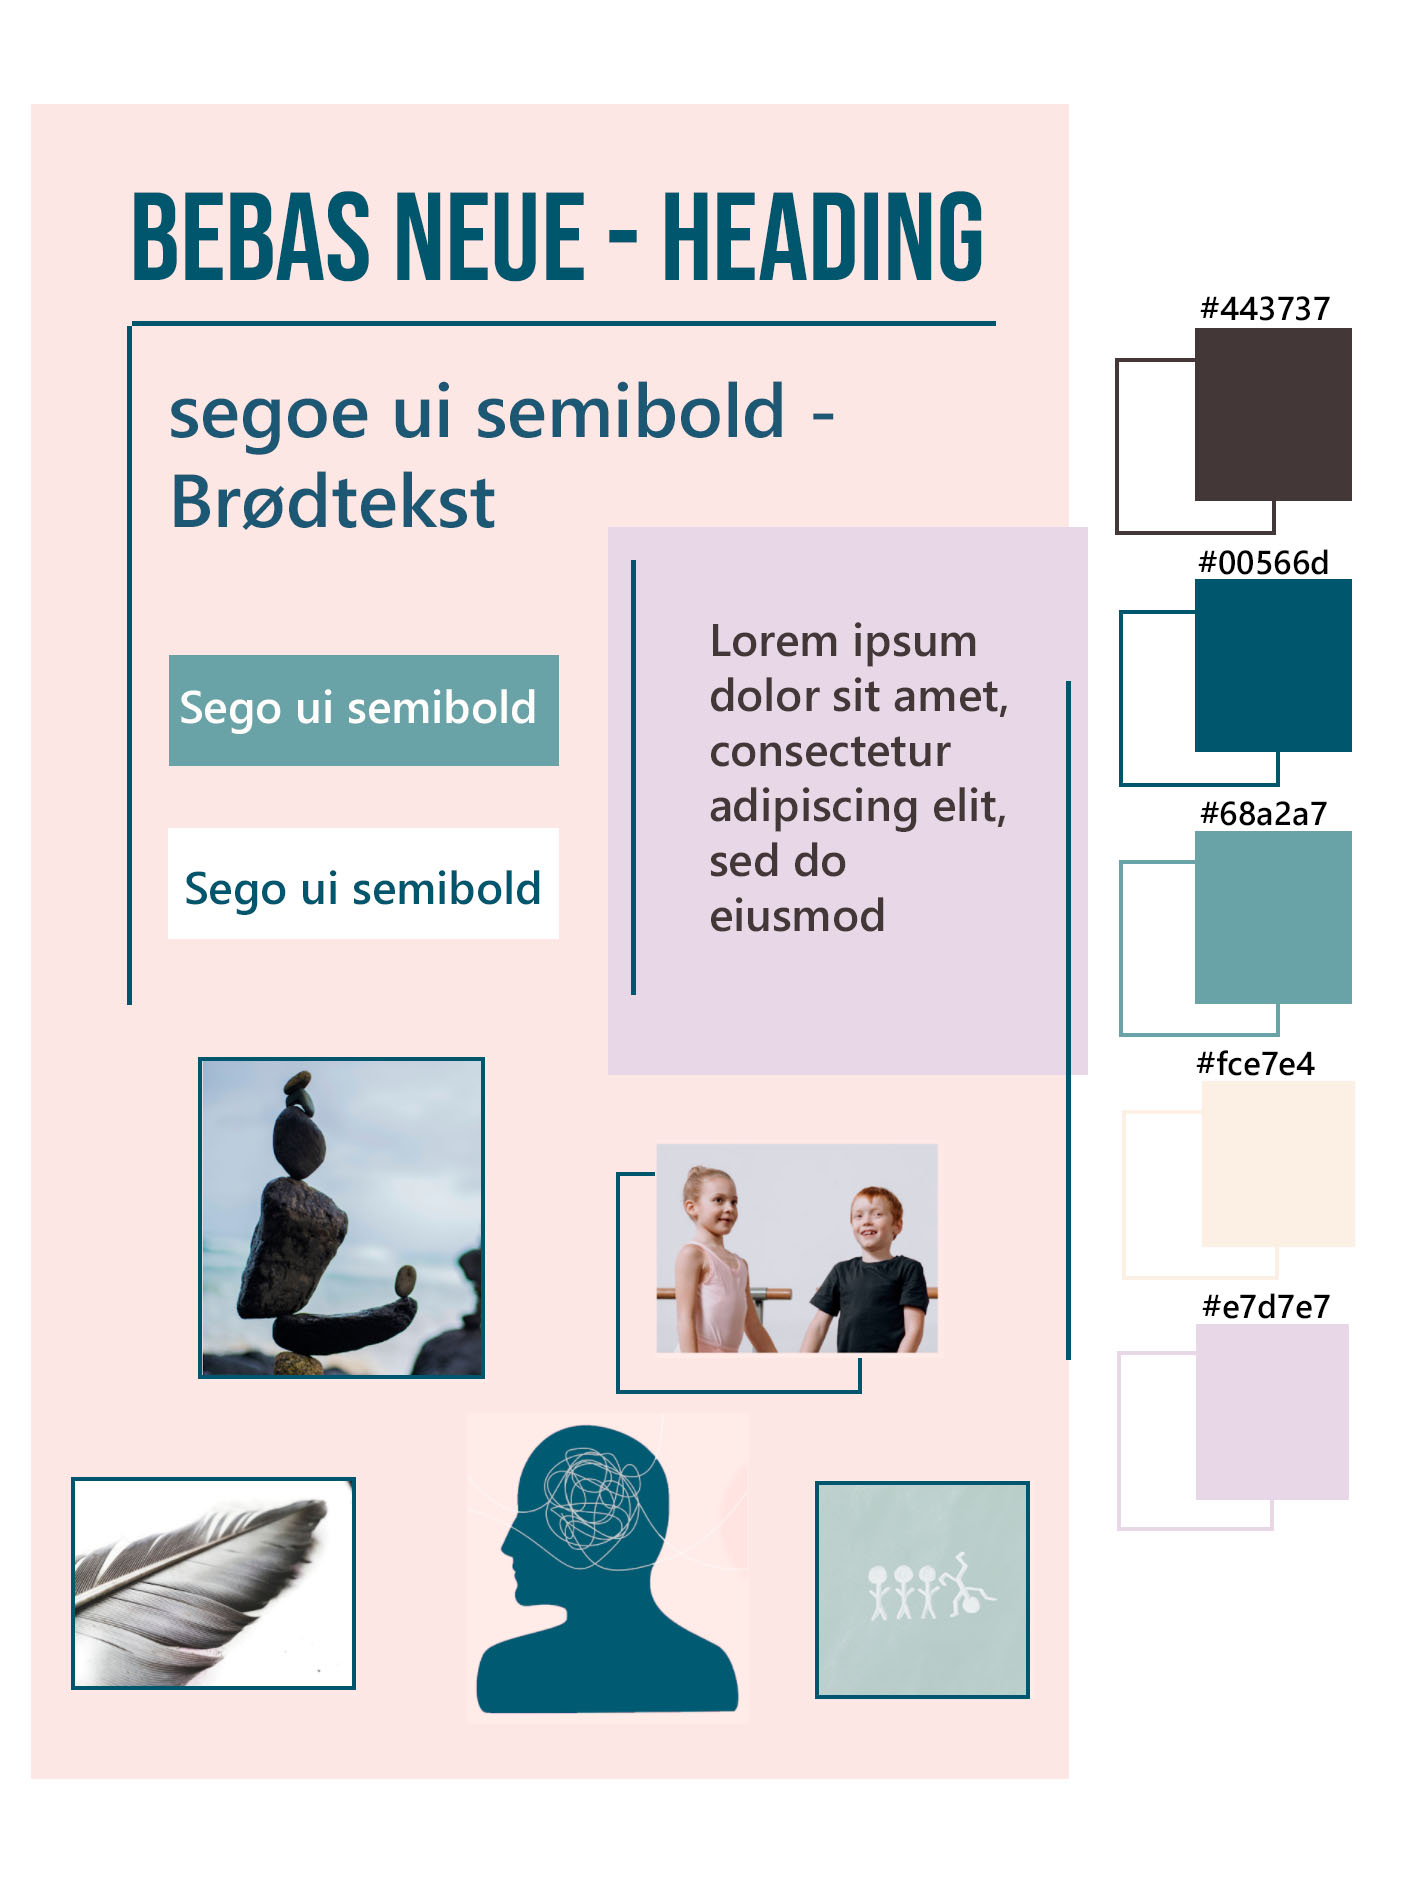 BEBAS NEUE - HEADING
segoe ui semibold -
Brødtekst
Sego ui semibold
Sego ui semibold
Lorem ipsum
dolor sit amet,
consectetur
adipiscing elit,
sed do
eiusmod
#443737
#00566d
#68a2a7
#fce7e4
#e7d7e7